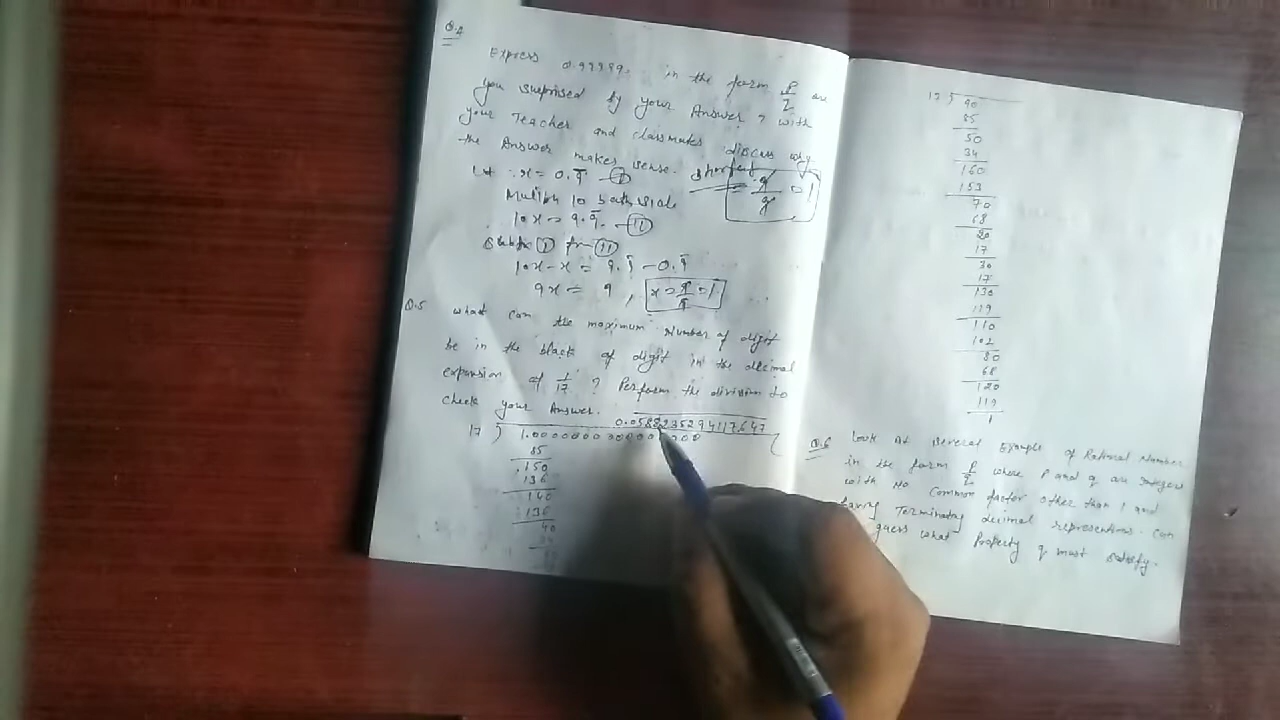 Q.4
Express 0.99999. in the form P/q are
you surprised by your Answer ? with
your Teacher and classmates discuss why
the Answer makes sense. shortcut
Let x = 0.9̄ - I
= 9/9 = 1
Multiply 10 both side
10x = 9.9̄. - II
Subtr I fr II
10x - x = 9.9̄ - 0.9̄
9x = 9 , x = 9/9 = 1
Q.5 what can the maximum Number of digit
be in the block of digit in the decimal
expansion of 1/17 ? Perform the division to
check your Answer.
0.0588235294117647
17 ) 1.0000000000000000
85
150
136
140
136
40
34
17 )
90
85
50
34
160
153
70
68
20
17
30
17
130
119
110
102
80
68
120
119
1
Q.6 Look At several Example of Rational Number
in the form P/q where P and q are integers
with No common factor other than 1 and
having Terminating decimal representations. Can
guess what Property q must satisfy.